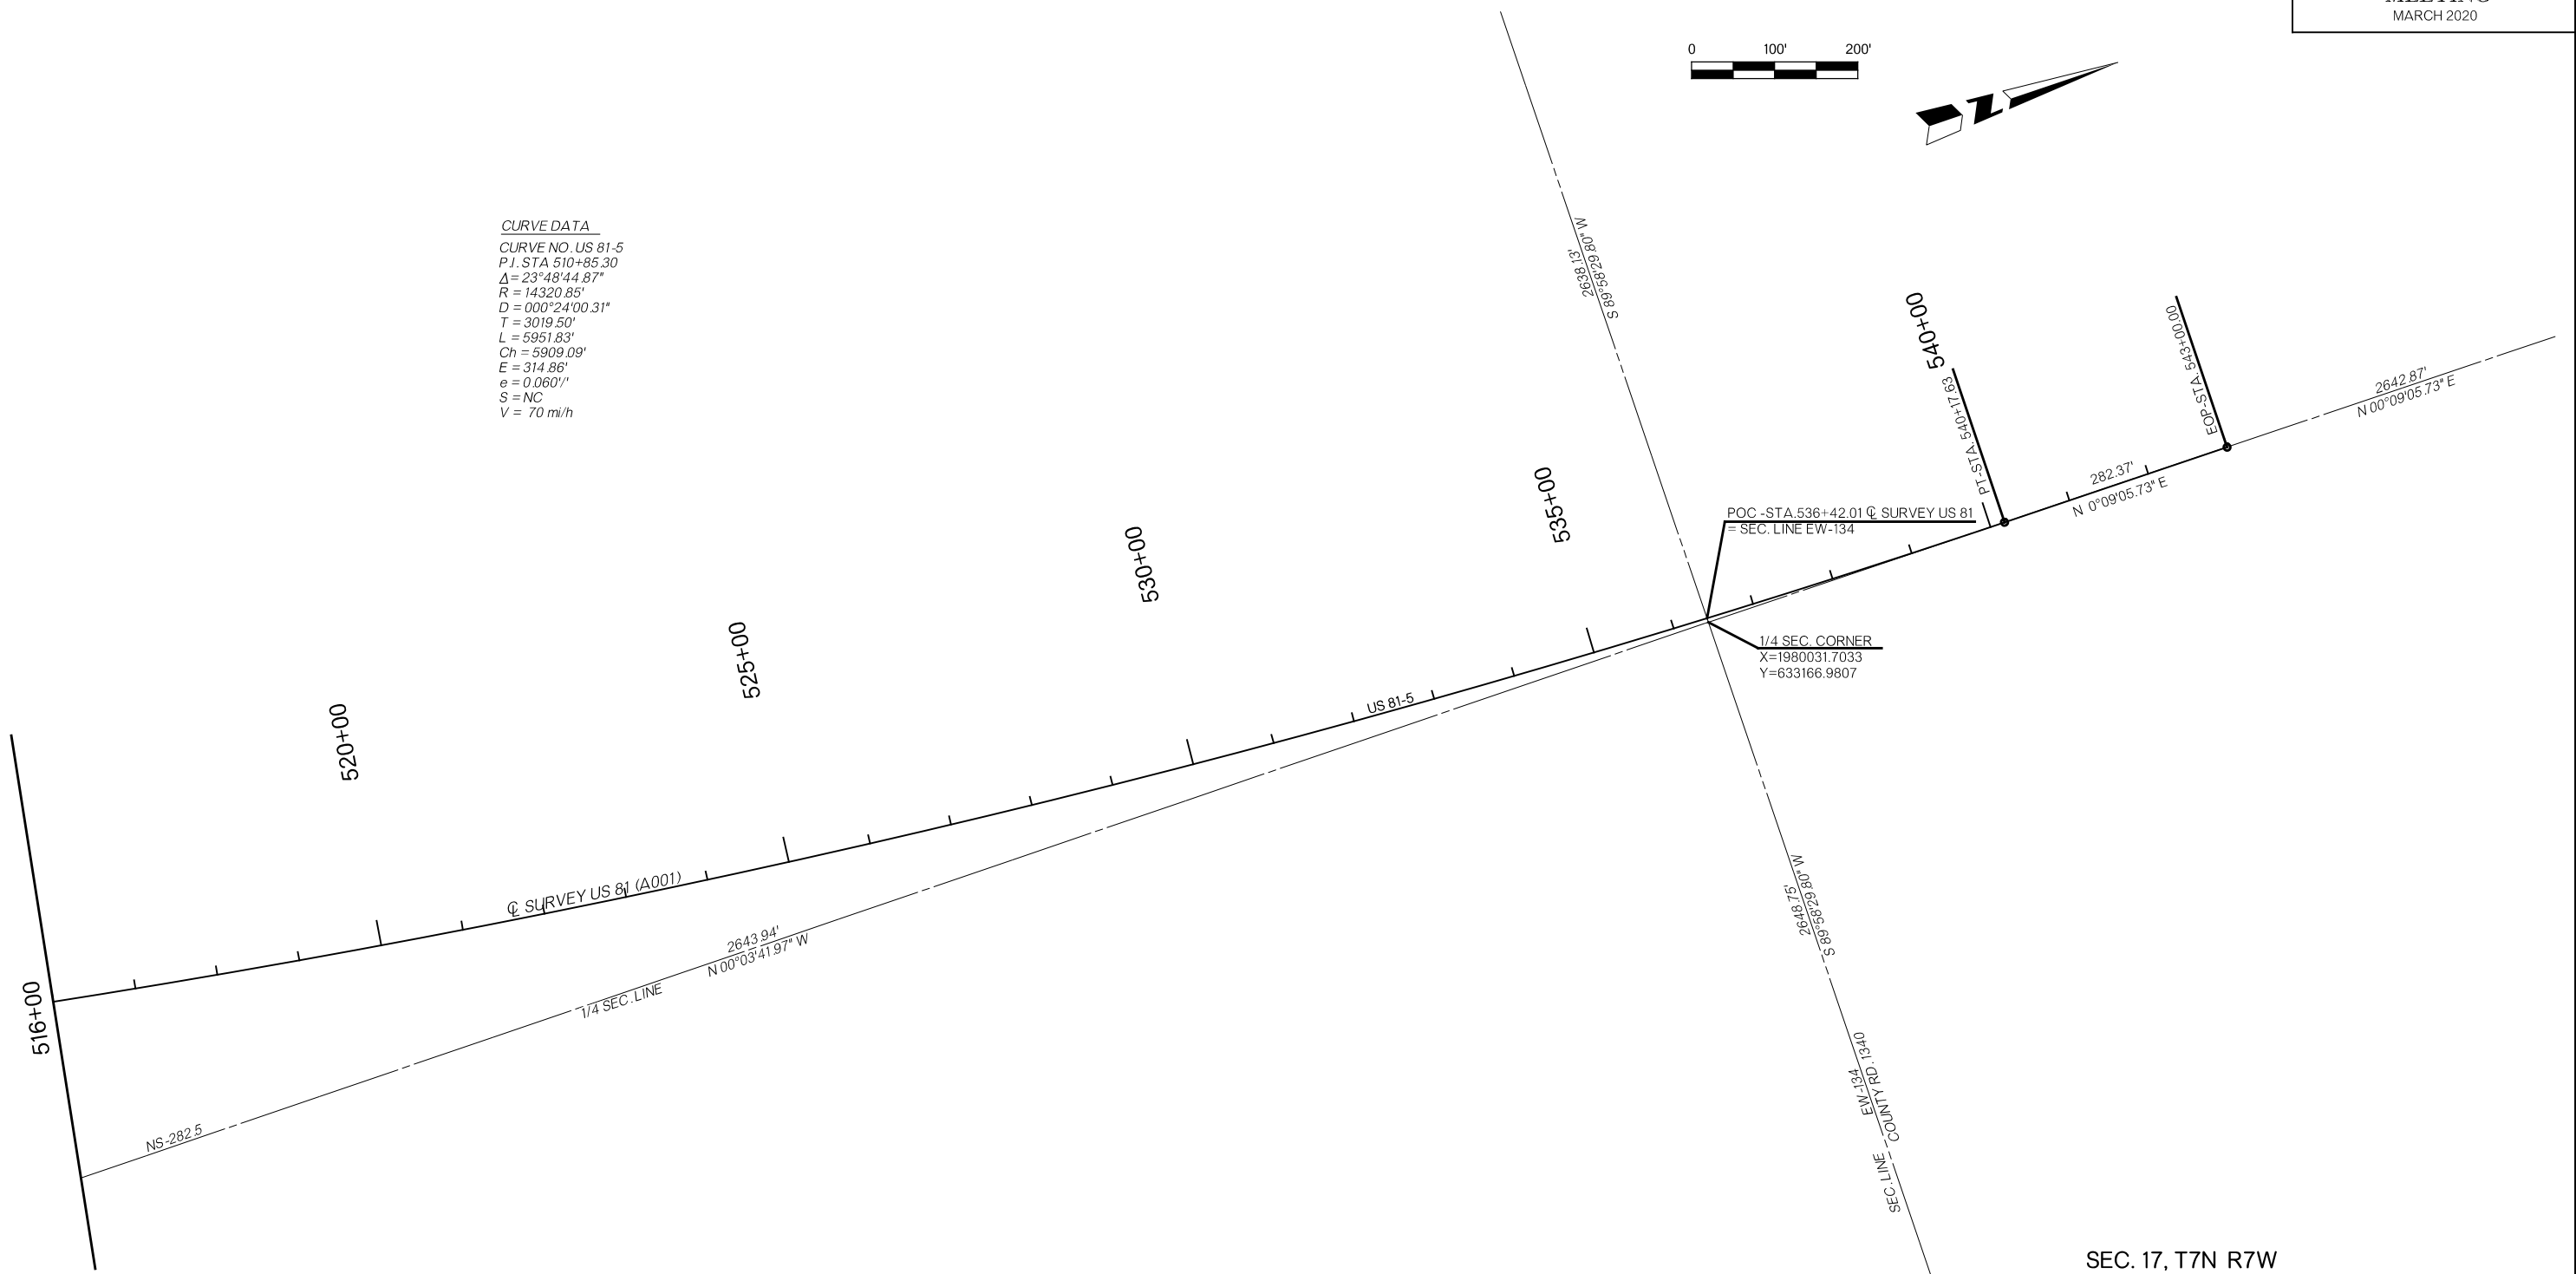 MARCH 2020
0 100' 200'
CURVE DATA
CURVE NO. US 81-5
P.I. STA 510+85.30
Δ = 23°48'44.87"
R = 14320.85'
D = 000°24'00.31"
T = 3019.50'
L = 5951.83'
Ch = 5909.09'
E = 314.86'
e = 0.060'/'
S = NC
V = 70 mi/h
2638.13'
S 89°58'29.80" W
540+00
PT-STA. 540+17.63
EOP-STA. 543+00.00
2642.87'
N 00°09'05.73" E
282.37'
N 0°09'05.73" E
535+00
POC -STA.536+42.01 ℄ SURVEY US 81
= SEC. LINE EW-134
530+00
1/4 SEC. CORNER
X=1980031.7033
Y=633166.9807
525+00
US 81-5
520+00
℄ SURVEY US 81 (A001)
2643.94'
N 00°03'41.97" W
1/4 SEC. LINE
516+00
NS-282.5
2648.75'
S 89°58'29.80" W
EW-134
SEC. LINE COUNTY RD. 1340
SEC. 17, T7N R7W